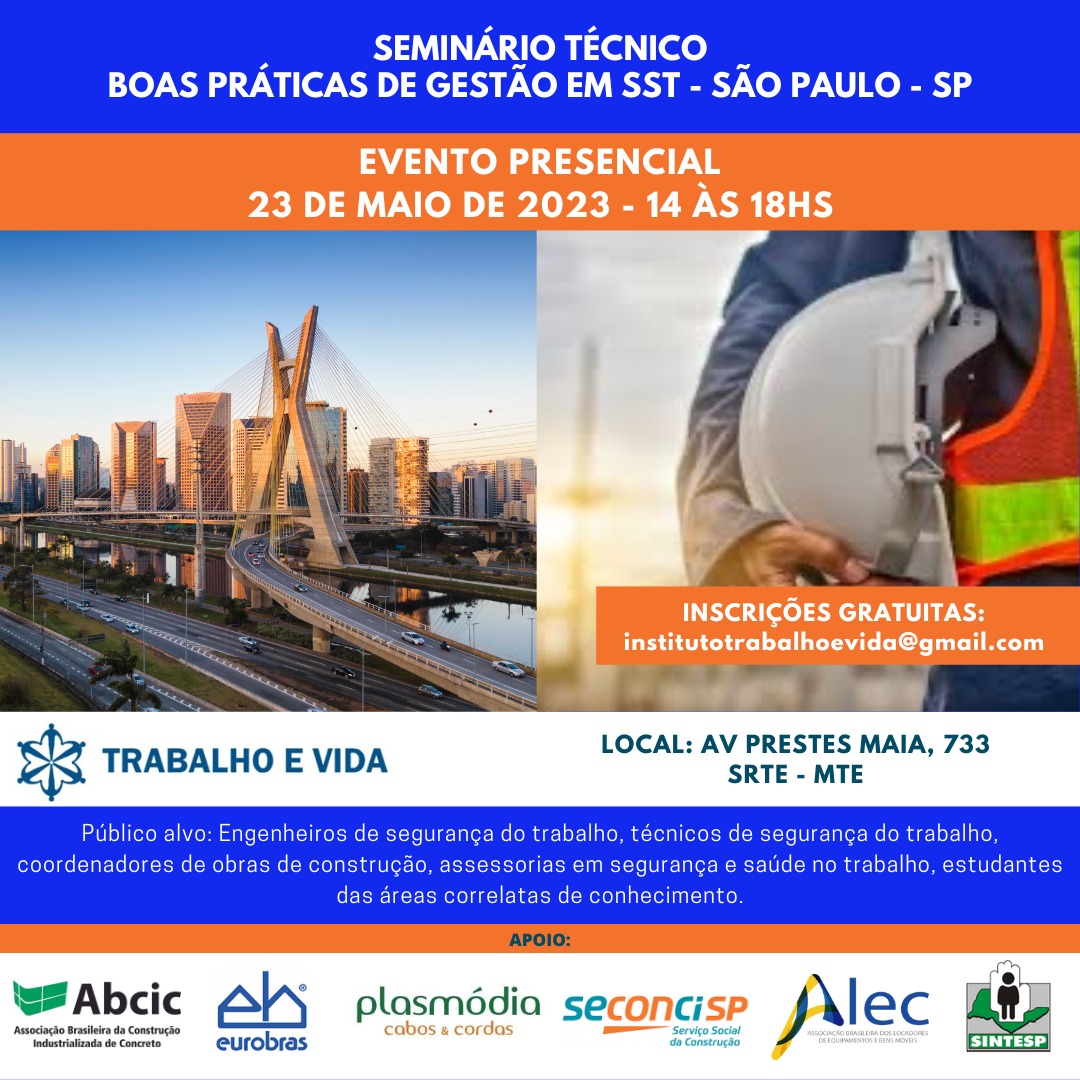 SEMINÁRIO TÉCNICO
BOAS PRÁTICAS DE GESTÃO EM SST - SÃO PAULO - SP
EVENTO PRESENCIAL
23 DE MAIO DE 2023 - 14 ÀS 18HS
INSCRIÇÕES GRATUITAS:
institutotrabalhoevida@gmail.com
TRABALHO E VIDA
LOCAL: AV PRESTES MAIA, 733
SRTE - MTE
Público alvo: Engenheiros de segurança do trabalho, técnicos de segurança do trabalho,
coordenadores de obras de construção, assessorias em segurança e saúde no trabalho, estudantes
das áreas correlatas de conhecimento.
APOIO:
Abcic
Associação Brasileira da Construção
Industrializada de Concreto
eb®
eurobras
plasmódia
cabos & cordas
seconciSP
Serviço Social
da Construção
Alec
ASSOCIAÇÃO BRASILEIRA DOS LOCADORES
DE EQUIPAMENTOS E BENS MÓVEIS
SINTESP